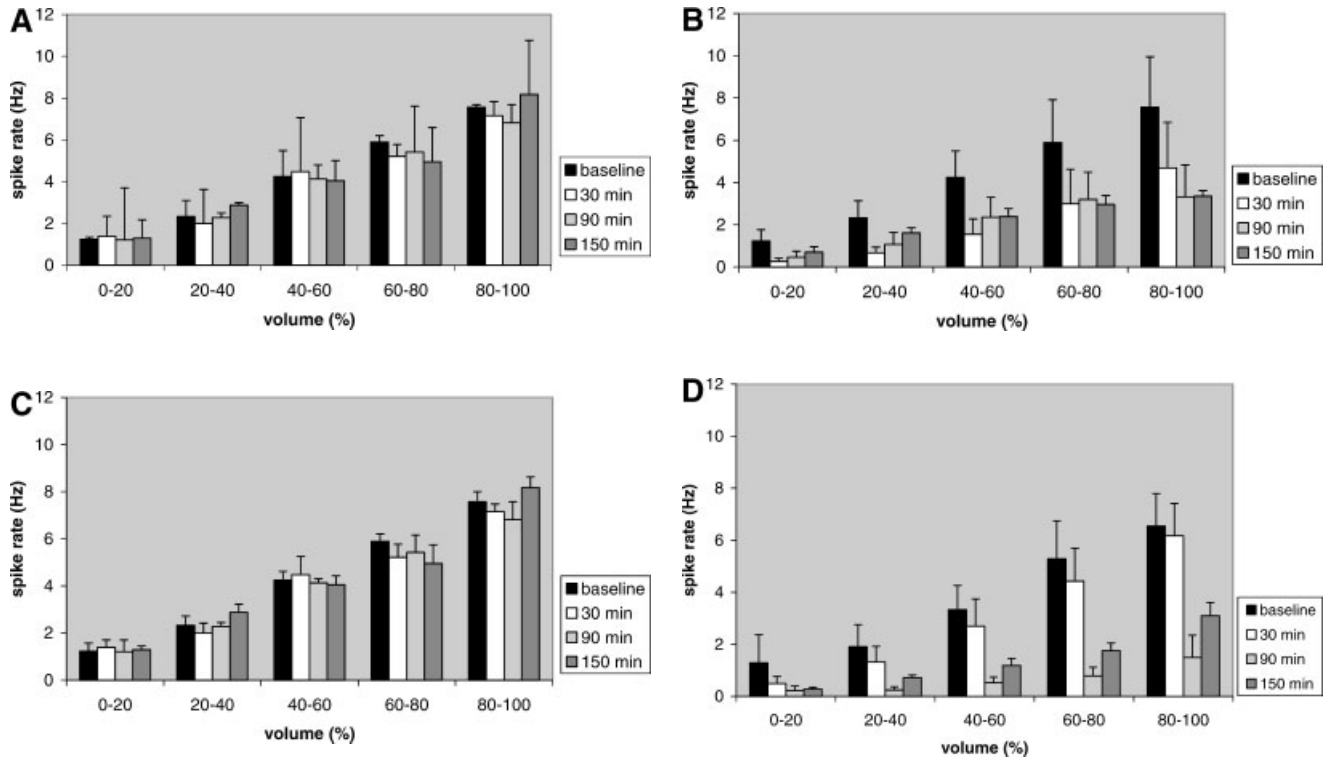 A
12
10
8
6
4
2
0
spike rate (Hz)
0-20 20-40 40-60 60-80 80-100
volume (%)
baseline
30 min
90 min
150 min
B
12
10
8
6
4
2
0
spike rate (Hz)
0-20 20-40 40-60 60-80 80-100
volume (%)
baseline
30 min
90 min
150 min
C
12
10
8
6
4
2
0
spike rate (Hz)
0-20 20-40 40-60 60-80 80-100
volume (%)
baseline
30 min
90 min
150 min
D
12
10
8
6
4
2
0
spike rate (Hz)
0-20 20-40 40-60 60-80 80-100
volume (%)
baseline
30 min
90 min
150 min